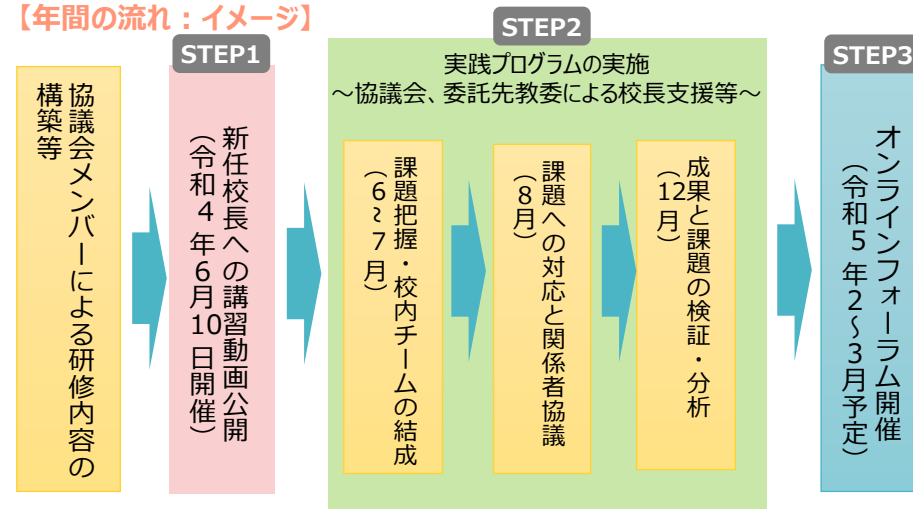 【年間の流れ：イメージ】
協議会メンバーによる研修内容の
構築等
STEP1
新任校長への講習動画公開
（令和４年６月10日開催）
STEP2
実践プログラムの実施
～協議会、委託先教委による校長支援等～
課題把握・校内チームの結成
（６～７月）
課題への対応と関係者協議
（８月）
成果と課題の検証・分析
（12月）
STEP3
オンラインフォーラム開催
（令和５年２～３月予定）